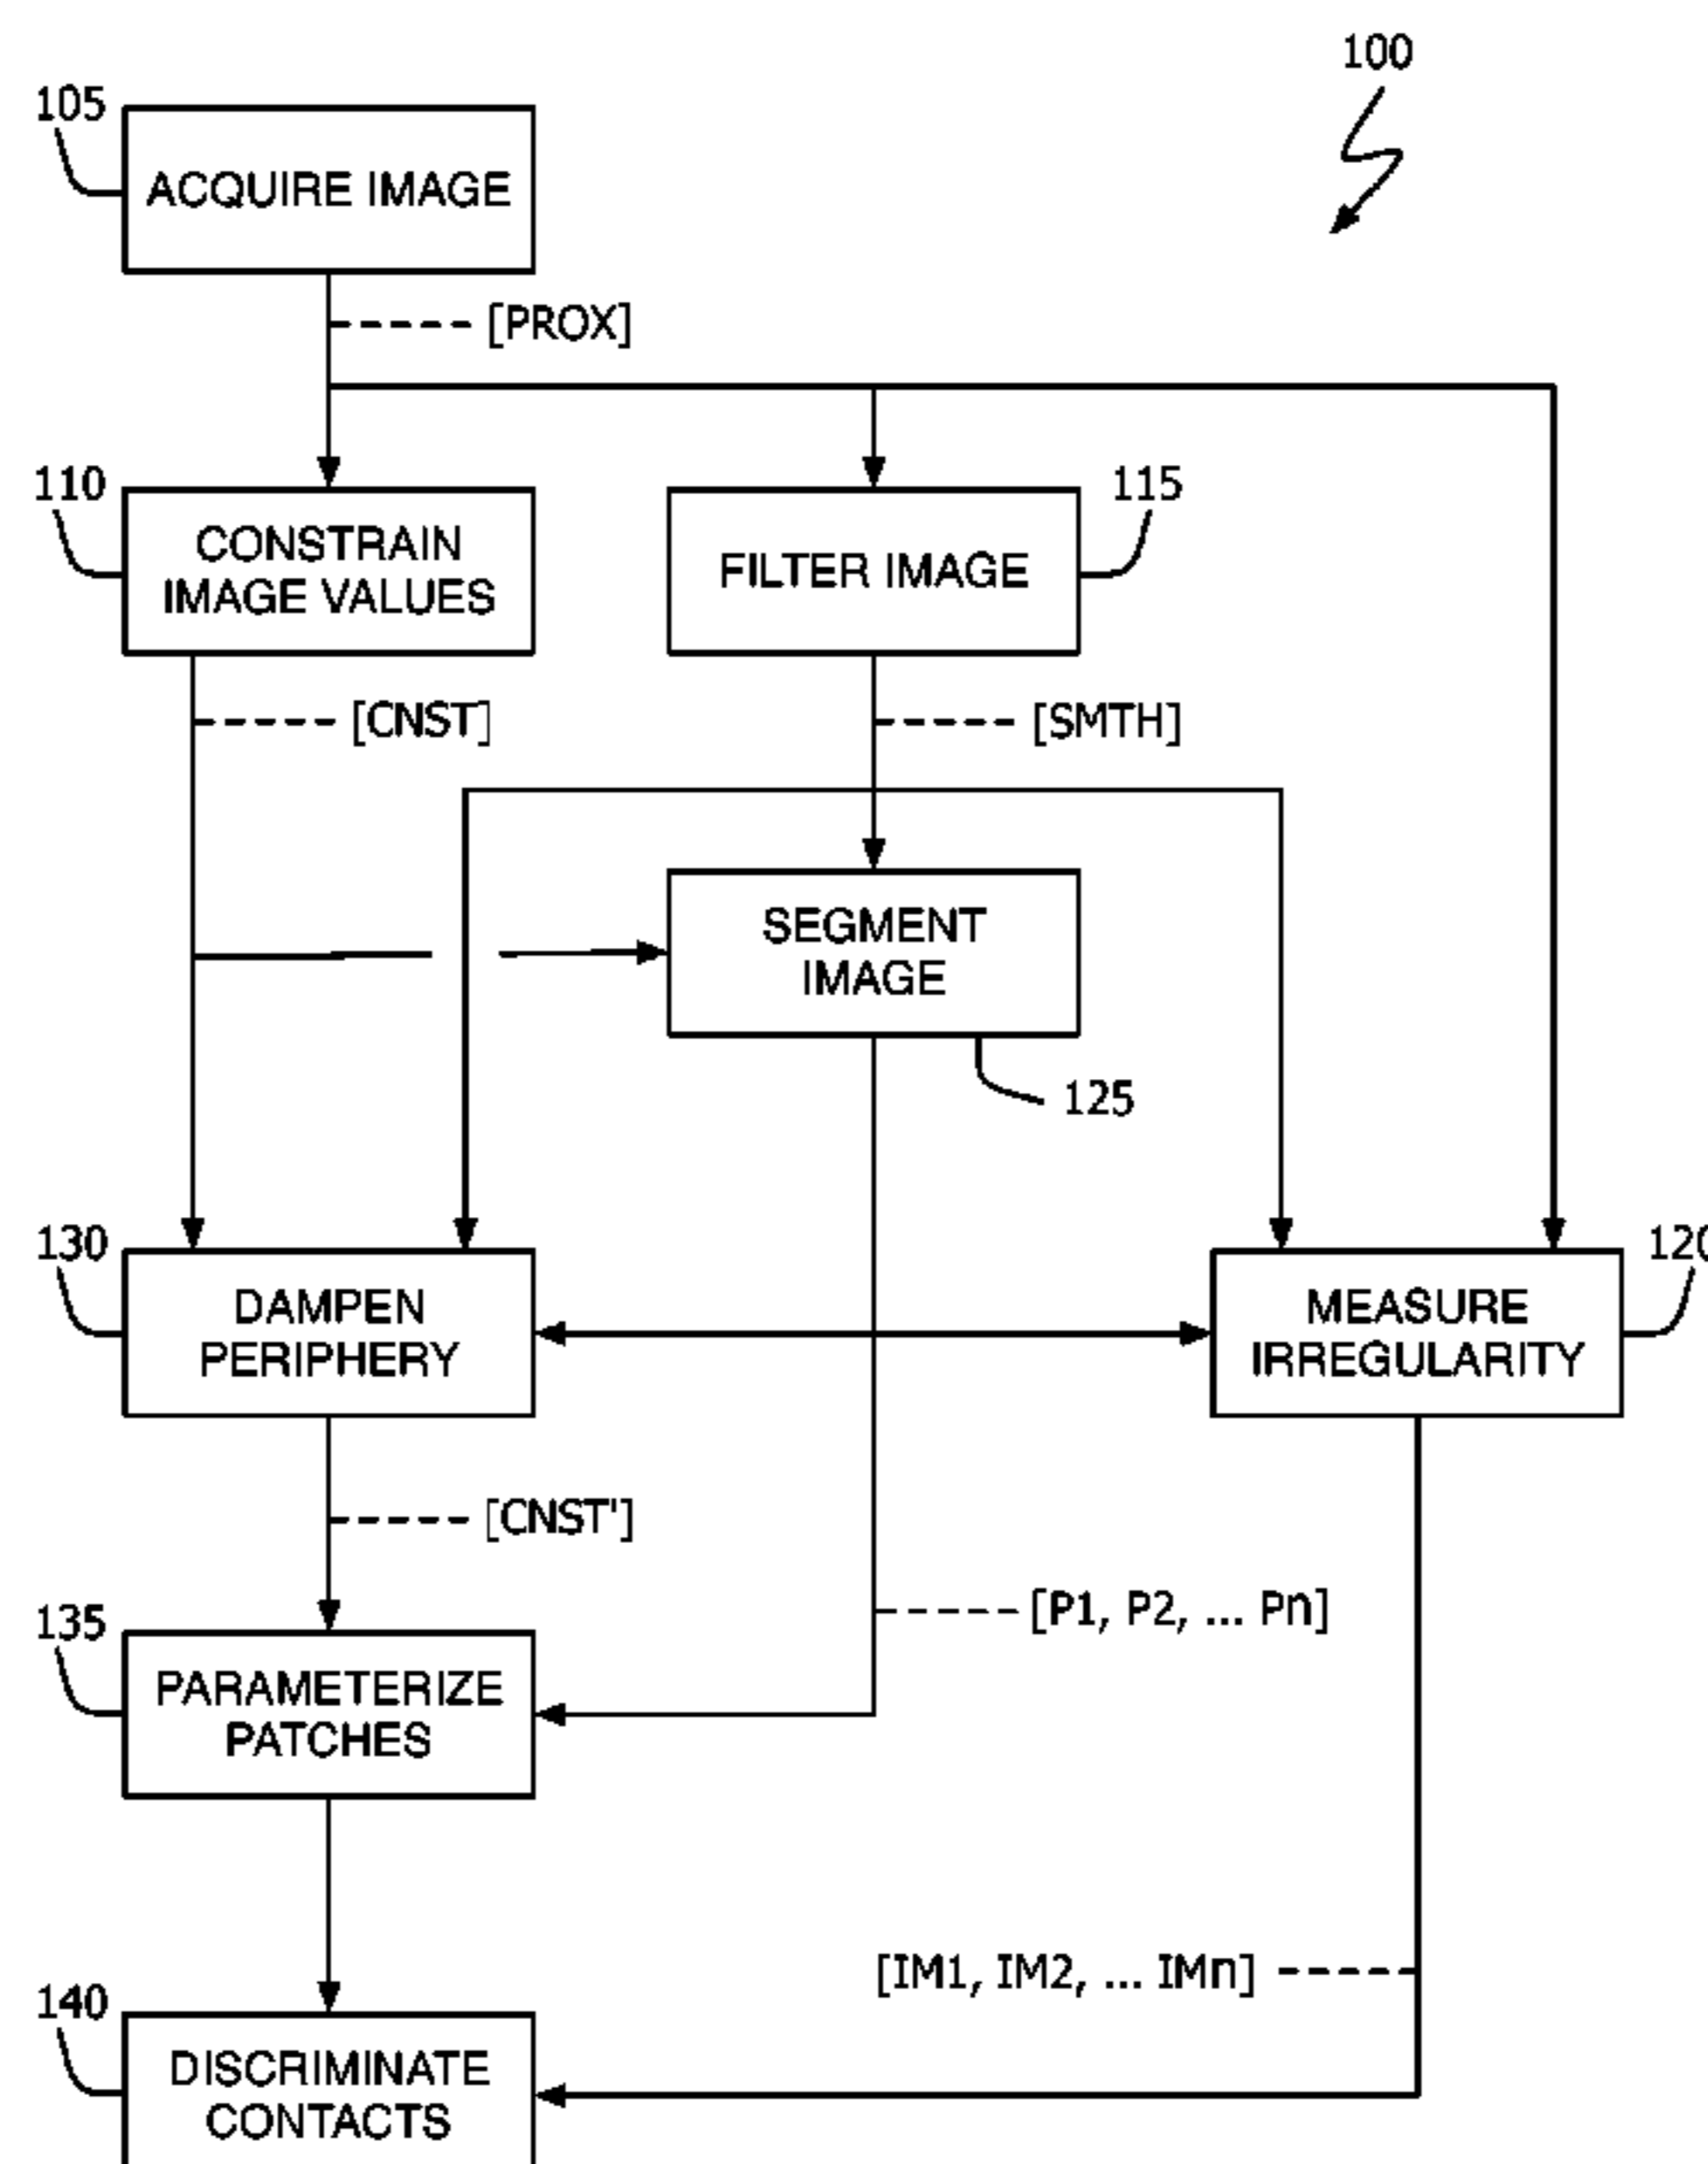 100
105
ACQUIRE IMAGE
[PROX]
110
CONSTRAIN
IMAGE VALUES
FILTER IMAGE
115
[CNST]
[SMTH]
SEGMENT
IMAGE
125
130
DAMPEN
PERIPHERY
MEASURE
IRREGULARITY
120
[CNST']
[P1, P2, ... Pn]
135
PARAMETERIZE
PATCHES
[IM1, IM2, ... IMn]
140
DISCRIMINATE
CONTACTS